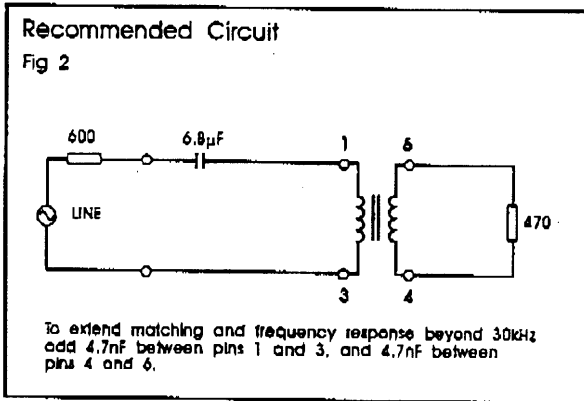 Recommended Circuit
Fig 2
600
6.8µF
1
6
LINE
470
3
4
To extend matching and frequency response beyond 30kHz
add 4.7nF between pins 1 and 3, and 4.7nF between
pins 4 and 6.